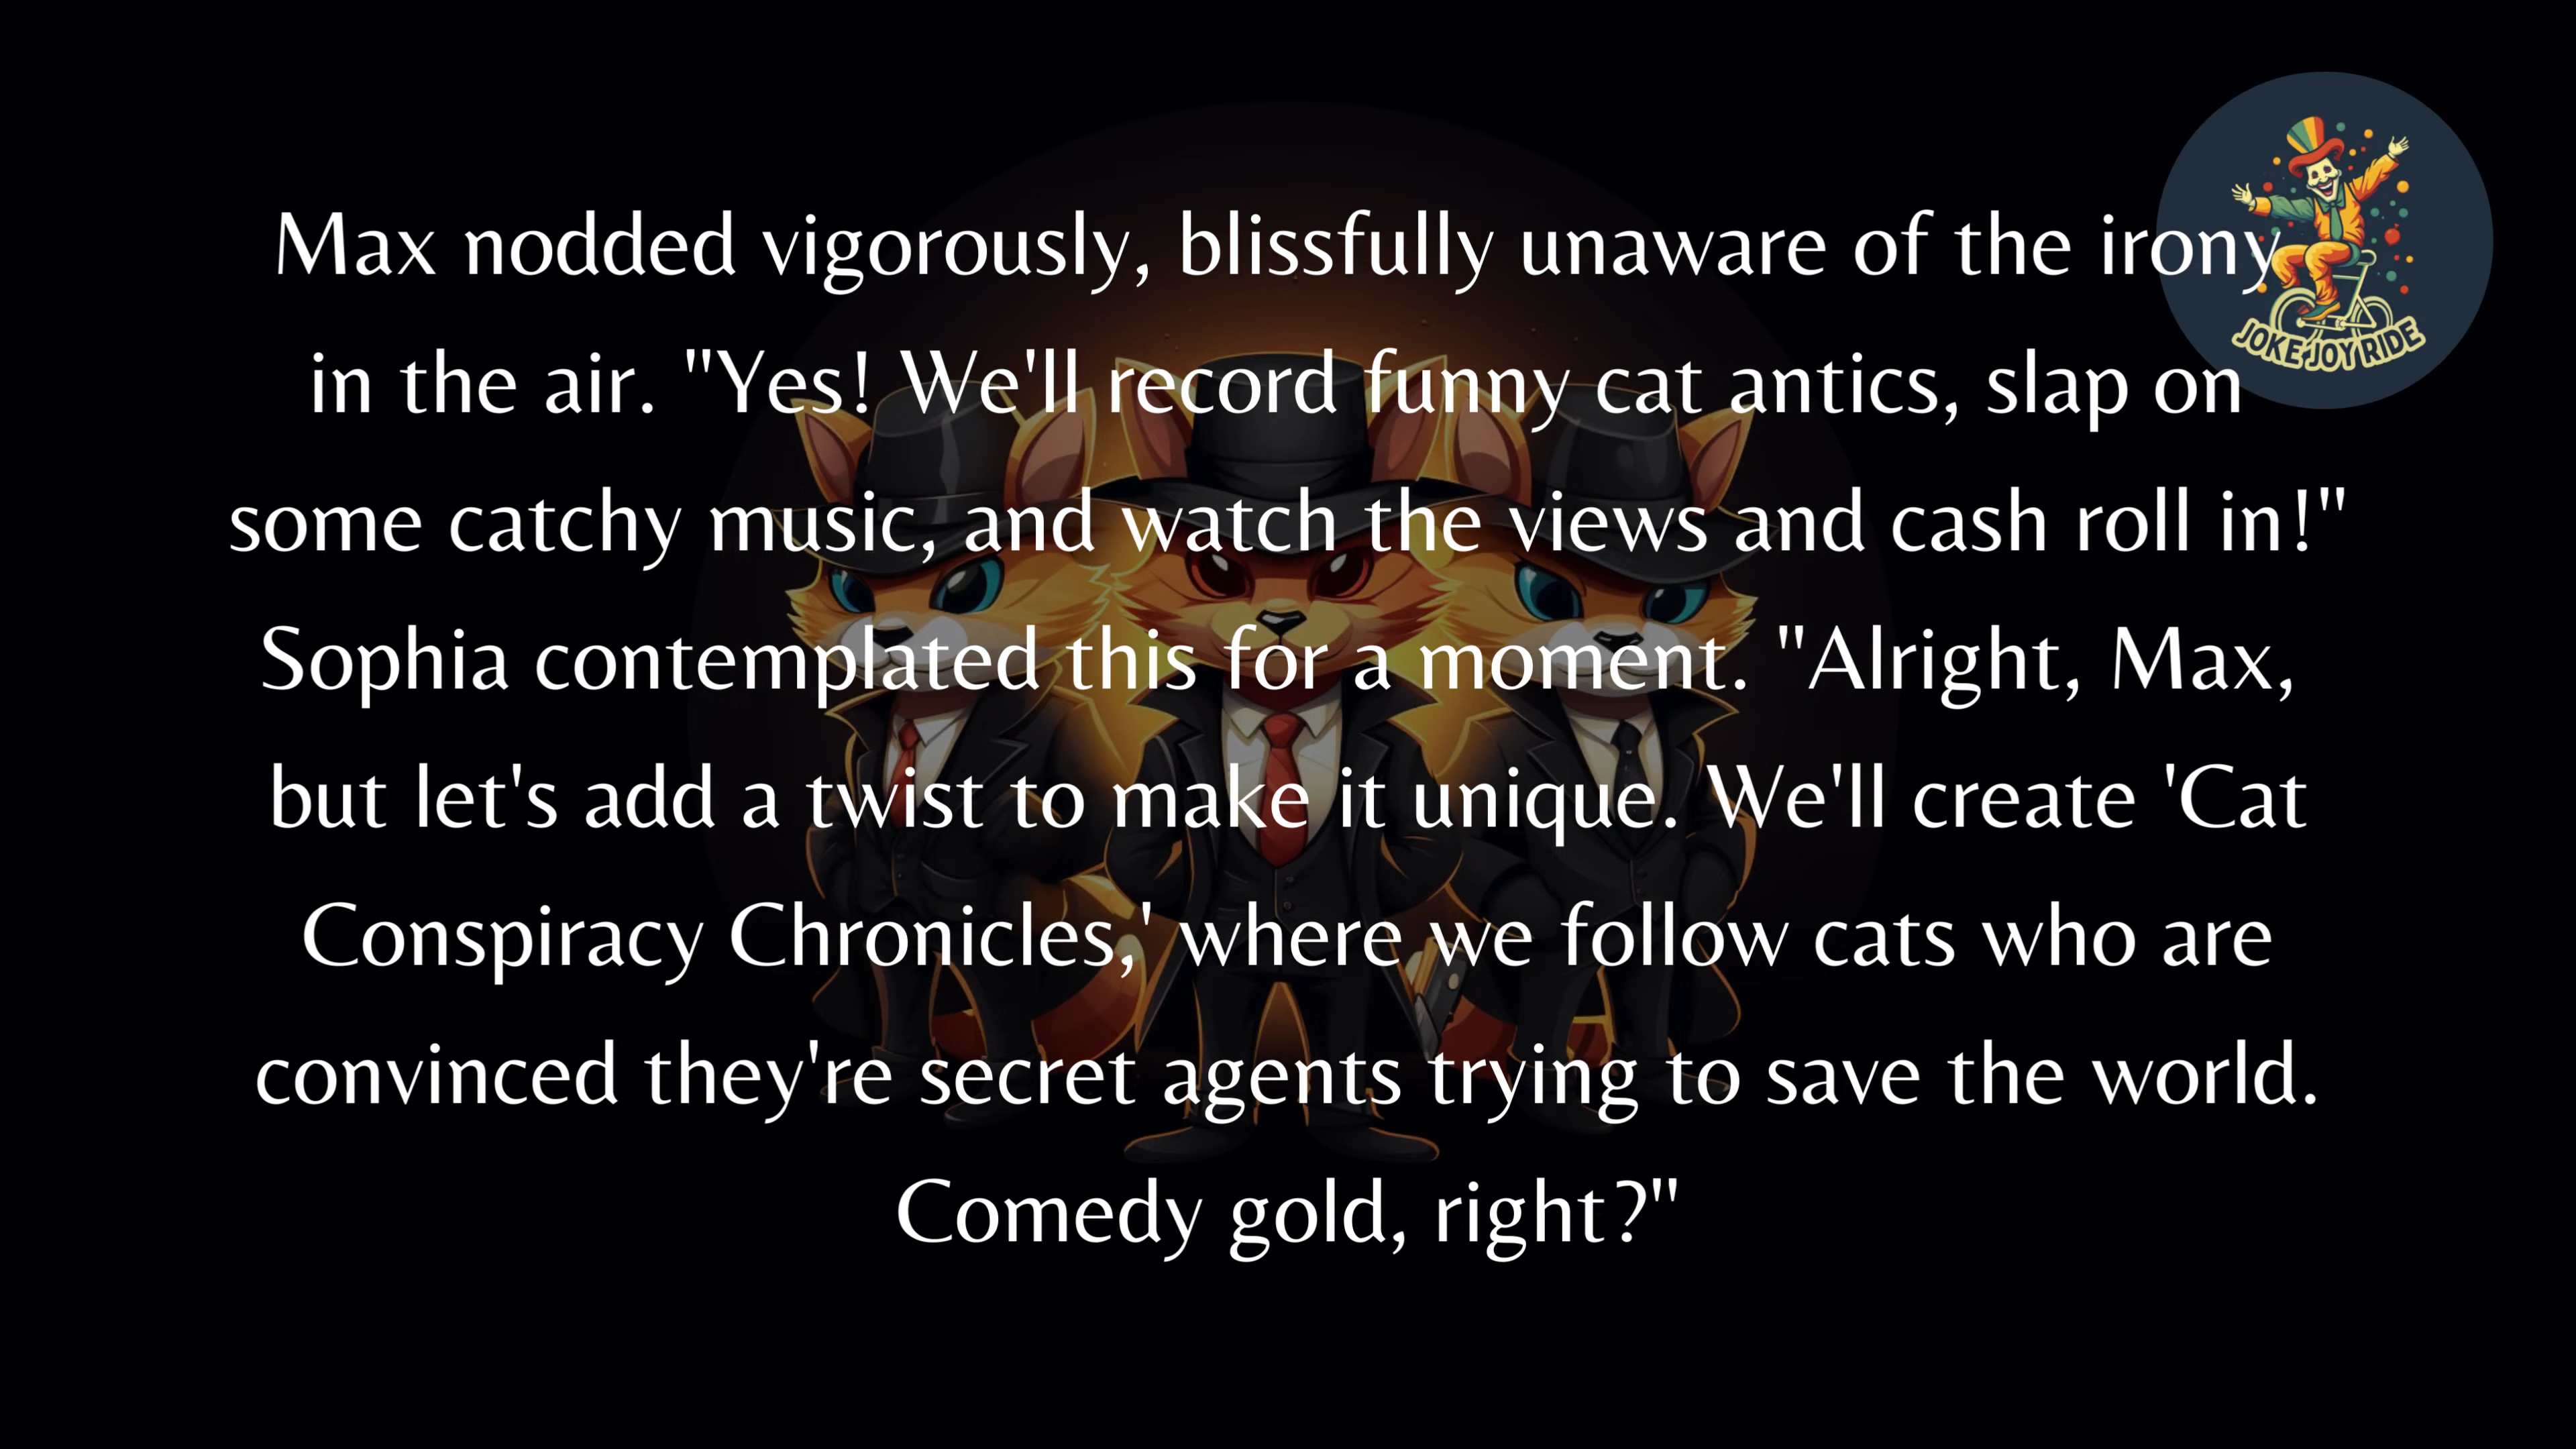 Max nodded vigorously, blissfully unaware of the irony
in the air. "Yes! We'll record funny cat antics, slap on
some catchy music, and watch the views and cash roll in!"
Sophia contemplated this for a moment. "Alright, Max,
but let's add a twist to make it unique. We'll create 'Cat
Conspiracy Chronicles,' where we follow cats who are
convinced they're secret agents trying to save the world.
Comedy gold, right?"
JOKE JOY RIDE